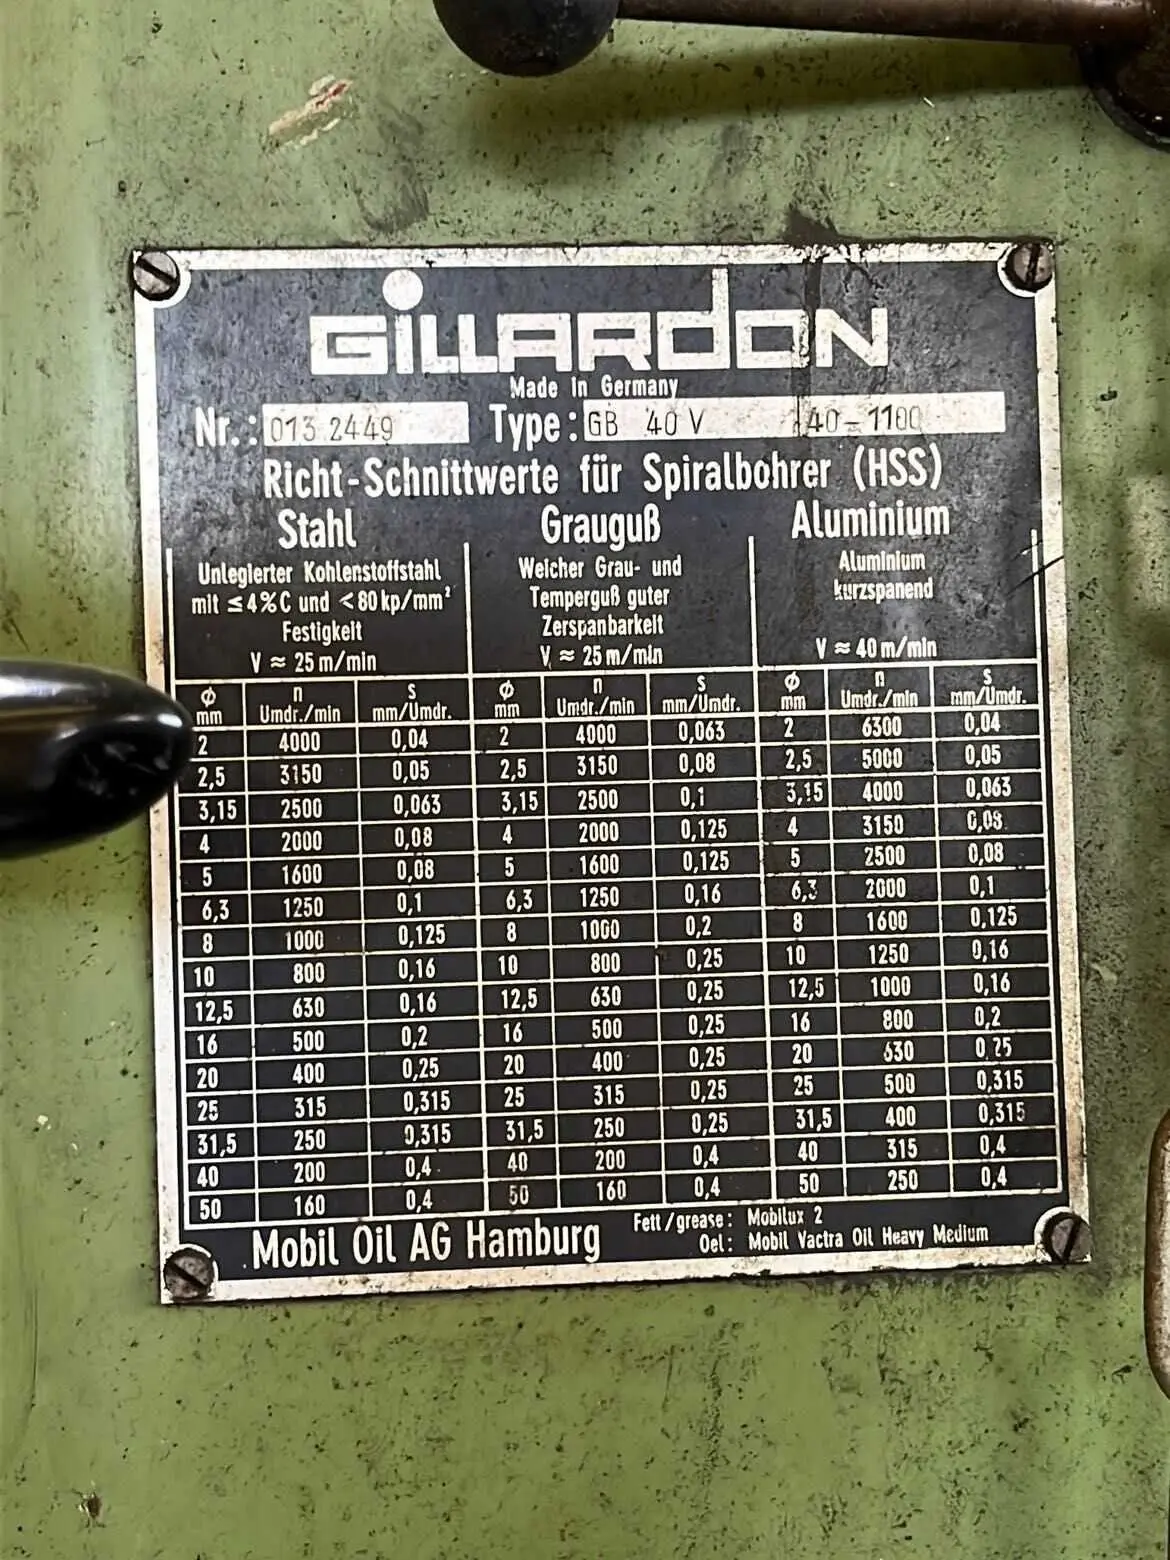 GiLLARdON
Made In Germany
Nr.: 013 2449 Type: GB 40 V 40-1100
Richt-Schnittwerte für Spiralbohrer (HSS)
Stahl Grauguß Aluminium
Unlegierter Kohlenstoffstahl Weicher Grau- und Aluminium
mit ≤4%C und <80kp/mm² Temperguß guter kurzspanend
Festigkeit Zerspanbarkeit
V ≈ 25 m/min V ≈ 25 m/min V ≈ 40 m/min
ϕ n s ϕ n s ϕ n s
mm Umdr./min mm/Umdr. mm Umdr./min mm/Umdr. mm Umdr./min mm/Umdr.
2 4000 0,04 2 4000 0,063 2 6300 0,04
2,5 3150 0,05 2,5 3150 0,08 2,5 5000 0,05
3,15 2500 0,063 3,15 2500 0,1 3,15 4000 0,063
4 2000 0,08 4 2000 0,125 4 3150 0,08
5 1600 0,08 5 1600 0,125 5 2500 0,08
6,3 1250 0,1 6,3 1250 0,16 6,3 2000 0,1
8 1000 0,125 8 1000 0,2 8 1600 0,125
10 800 0,16 10 800 0,25 10 1250 0,16
12,5 630 0,16 12,5 630 0,25 12,5 1000 0,16
16 500 0,2 16 500 0,25 16 800 0,2
20 400 0,25 20 400 0,25 20 630 0,25
25 315 0,315 25 315 0,25 25 500 0,315
31,5 250 0,315 31,5 250 0,25 31,5 400 0,315
40 200 0,4 40 200 0,4 40 315 0,4
50 160 0,4 50 160 0,4 50 250 0,4
Mobil Oil AG Hamburg Fett/grease: Mobilux 2
Oel: Mobil Vactra Oil Heavy Medium